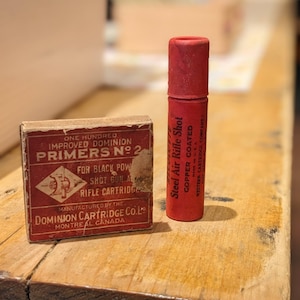 ONE HUNDRED
IMPROVED DOMINION
PRIMERS No 2
FOR BLACK POW
SHOT
RIFLE CARTRIDGE
MANUFACTURED BY THE
DOMINION CARTRIDGE CO. Ld
MONTREAL CANADA
Steel Air Rifle Shot
COPPER COATED